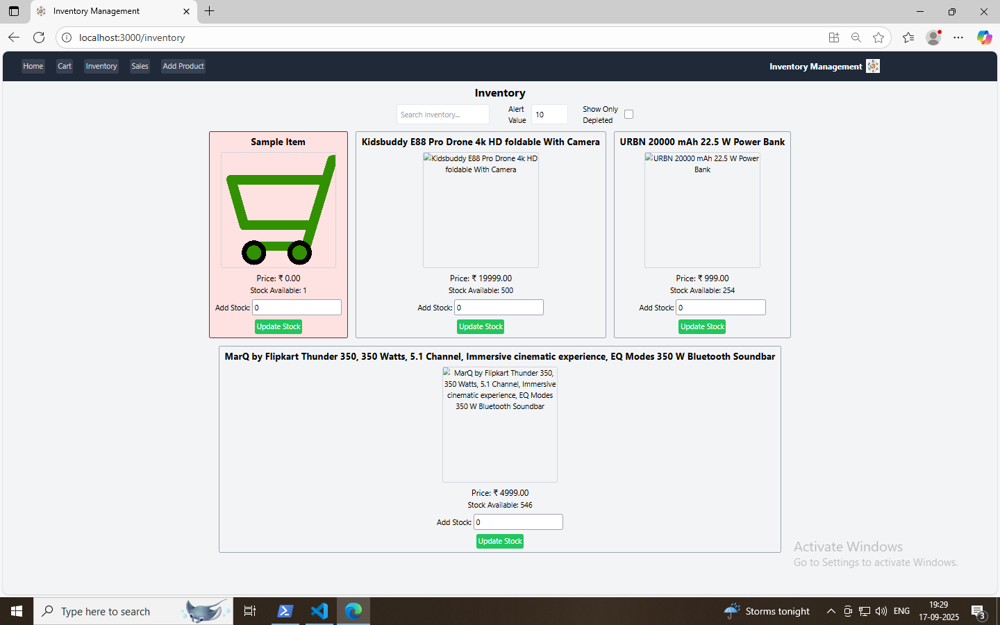 Inventory Management
localhost:3000/inventory
Home Cart Inventory Sales Add Product Inventory Management
Inventory
Search inventory... Alert Value 10 Show Only Depleted
Sample Item
Price: ₹ 0.00
Stock Available: 1
Add Stock: 0
Update Stock
Kidsbuddy E88 Pro Drone 4k HD foldable With Camera
Kidsbuddy E88 Pro Drone 4k HD
foldable With Camera
Price: ₹ 19999.00
Stock Available: 500
Add Stock: 0
Update Stock
URBN 20000 mAh 22.5 W Power Bank
URBN 20000 mAh 22.5 W Power
Bank
Price: ₹ 999.00
Stock Available: 254
Add Stock: 0
Update Stock
MarQ by Flipkart Thunder 350, 350 Watts, 5.1 Channel, Immersive cinematic experience, EQ Modes 350 W Bluetooth Soundbar
MarQ by Flipkart Thunder 350,
350 Watts, 5.1 Channel, Immersive
cinematic experience, EQ Modes
350 W Bluetooth Soundbar
Price: ₹ 4999.00
Stock Available: 546
Add Stock: 0
Update Stock
Activate Windows
Go to Settings to activate Windows.
Type here to search
Storms tonight
ENG
19:29
17-09-2025
3